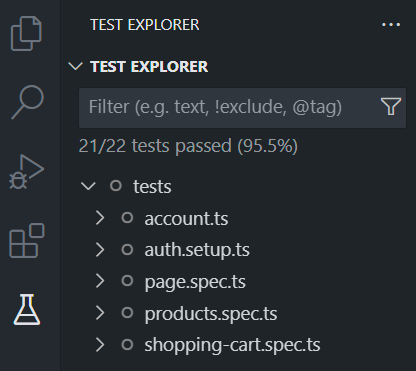 TEST EXPLORER
TEST EXPLORER
Filter (e.g. text, !exclude, @tag)
21/22 tests passed (95.5%)
tests
account.ts
auth.setup.ts
page.spec.ts
products.spec.ts
shopping-cart.spec.ts